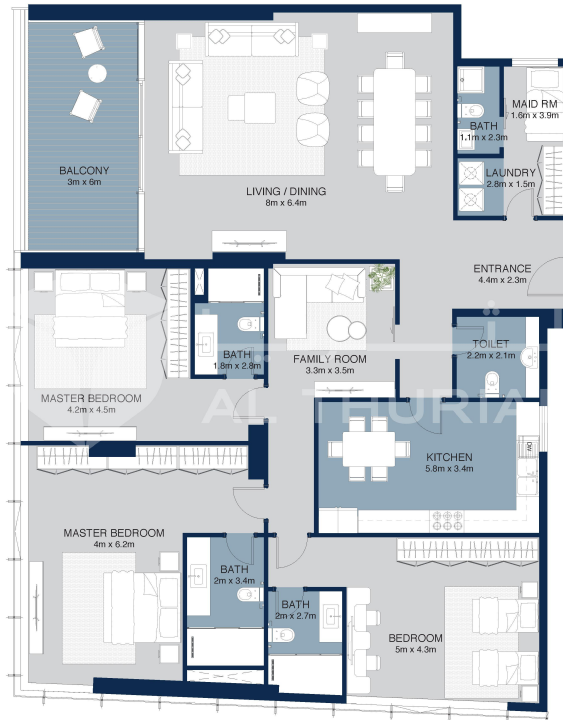 MAID RM
1.6m x 3.9m
BATH
1.1m x 2.3m
BALCONY
3m x 6m
LIVING / DINING
8m x 6.4m
LAUNDRY
2.8m x 1.5m
ENTRANCE
4.4m x 2.3m
TOILET
2.2m x 2.1m
BATH
1.8m x 2.8m
FAMILY ROOM
3.3m x 3.5m
MASTER BEDROOM
4.2m x 4.5m
AL THURIA
KITCHEN
5.8m x 3.4m
DW
MASTER BEDROOM
4m x 6.2m
BATH
2m x 3.4m
BATH
2m x 2.7m
BEDROOM
5m x 4.3m